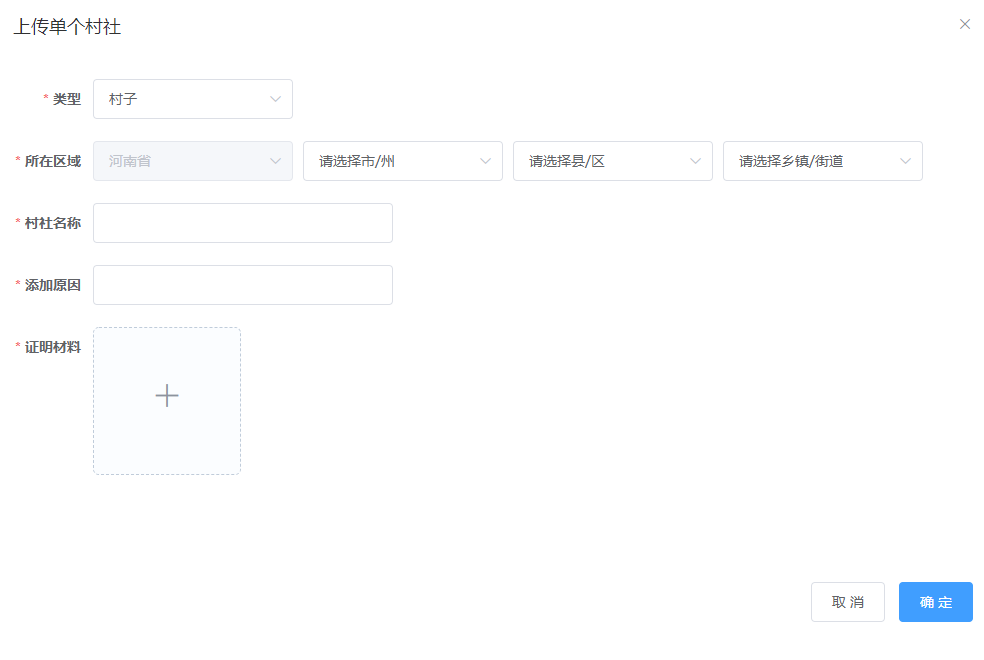 上传单个村社
* 类型 村子
* 所在区域 河南省 请选择市/州 请选择县/区 请选择乡镇/街道
* 村社名称
* 添加原因
* 证明材料
取 消 确 定